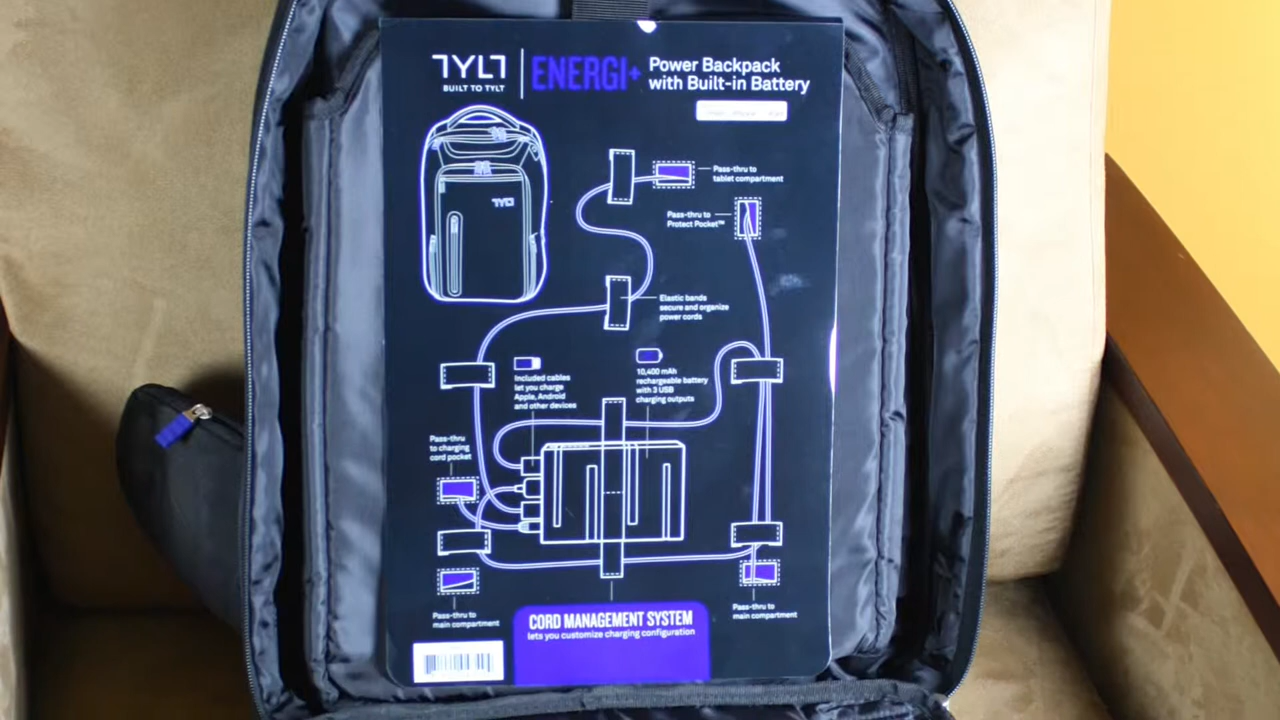 TYLT
BUILT TO TYLT
ENERGI+
Power Backpack
with Built-in Battery
TYLT
Pass-thru to
tablet compartment
Pass-thru to
Protect Pocket™
Elastic bands
secure and organize
power cords
Included cables
let you charge
Apple, Android
and other devices
10,400 mAh
rechargeable battery
with 3 USB
charging outputs
Pass-thru
to charging
cord pocket
Pass-thru to
main compartment
Pass-thru to
main compartment
CORD MANAGEMENT SYSTEM
lets you customize charging configuration